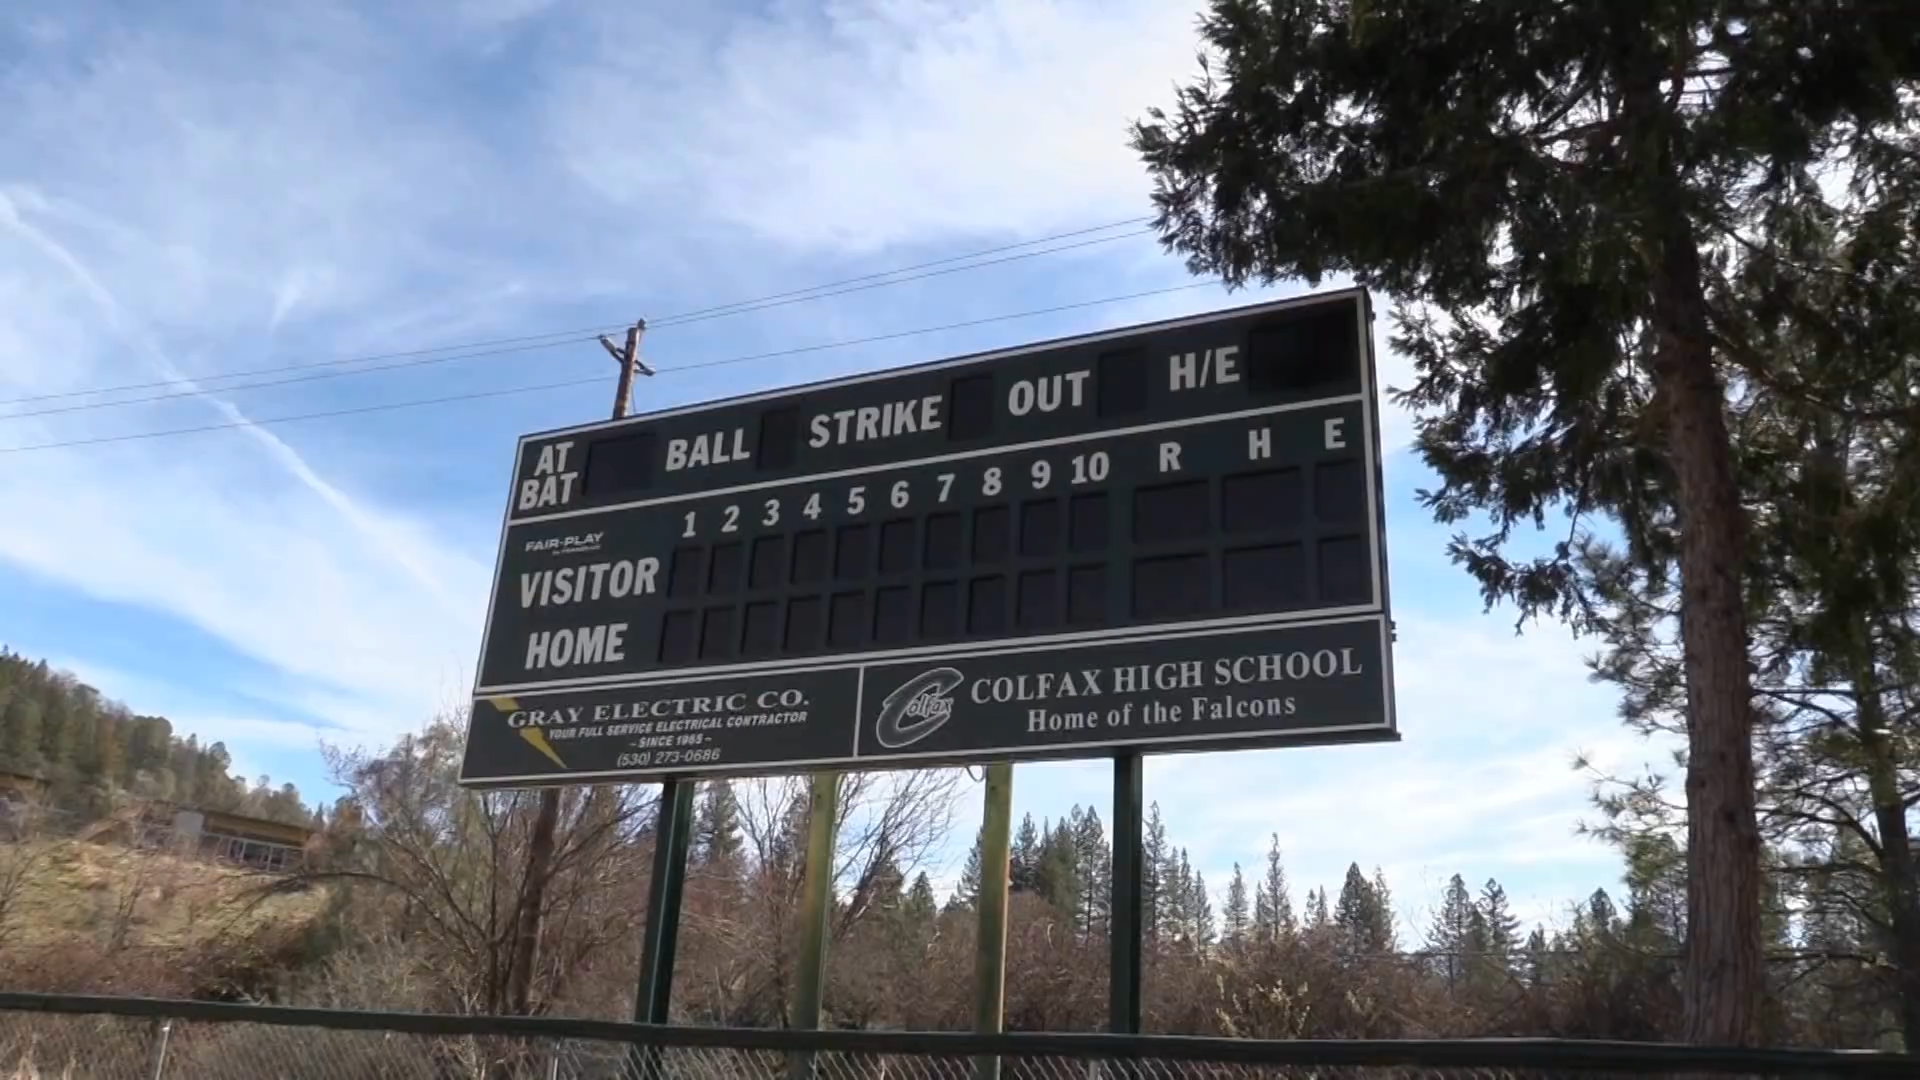 AT BAT BALL STRIKE OUT H/E
1 2 3 4 5 6 7 8 9 10 R H E
FAIR-PLAY
VISITOR
HOME
GRAY ELECTRIC CO.
YOUR FULL SERVICE ELECTRICAL CONTRACTOR
- SINCE 1965 -
(530) 273-0686
Colfax
COLFAX HIGH SCHOOL
Home of the Falcons